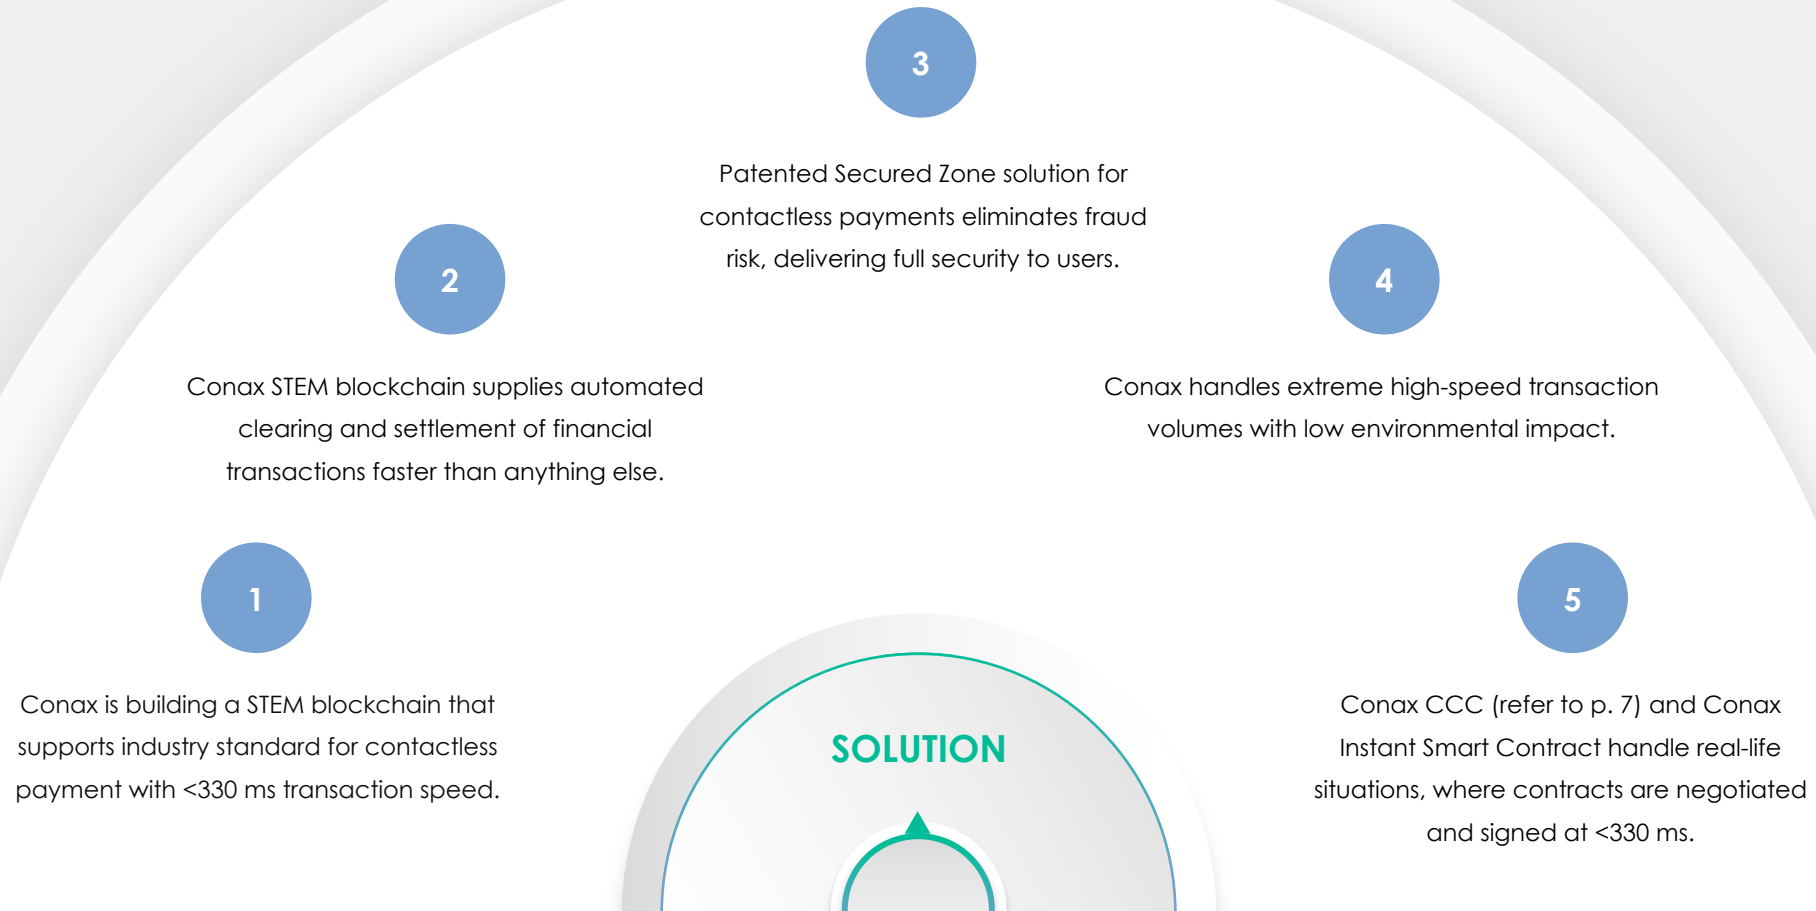 3
Patented Secured Zone solution for
contactless payments eliminates fraud
risk, delivering full security to users.
2
Conax STEM blockchain supplies automated
clearing and settlement of financial
transactions faster than anything else.
4
Conax handles extreme high-speed transaction
volumes with low environmental impact.
1
Conax is building a STEM blockchain that
supports industry standard for contactless
payment with <330 ms transaction speed.
SOLUTION
5
Conax CCC (refer to p. 7) and Conax
Instant Smart Contract handle real-life
situations, where contracts are negotiated
and signed at <330 ms.